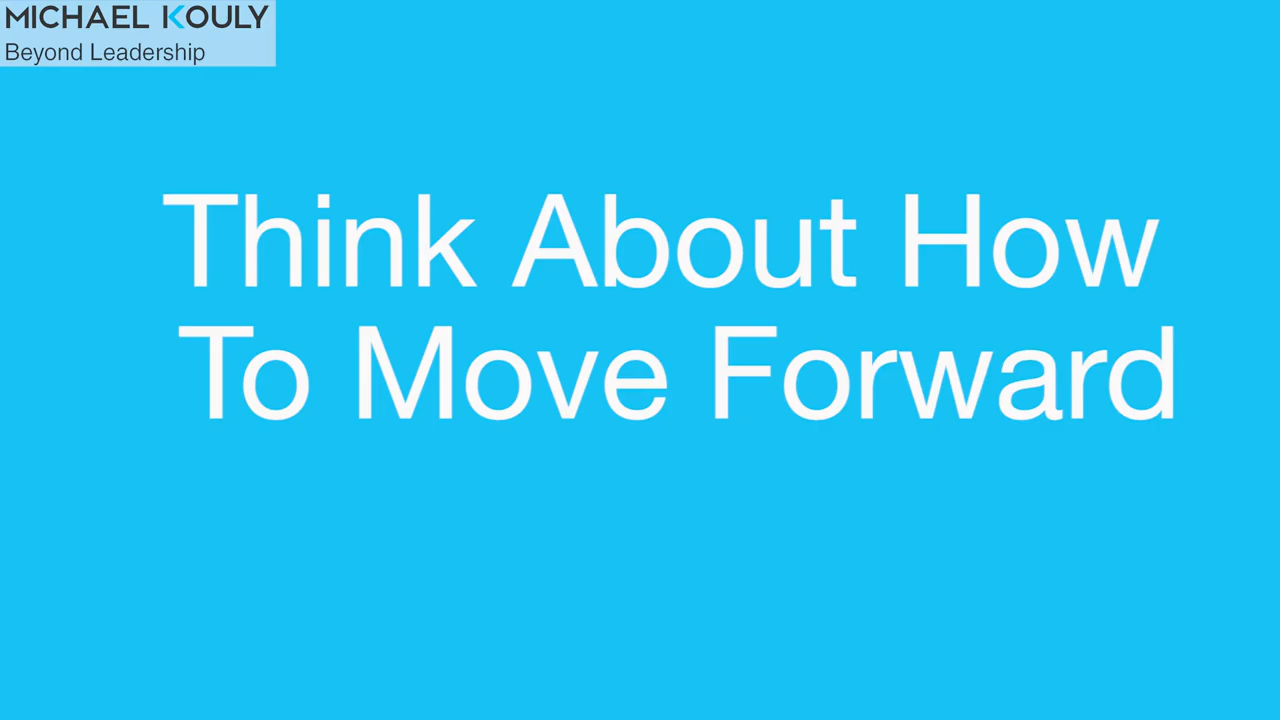 MICHAEL KOULY
Beyond Leadership
Think About How
To Move Forward